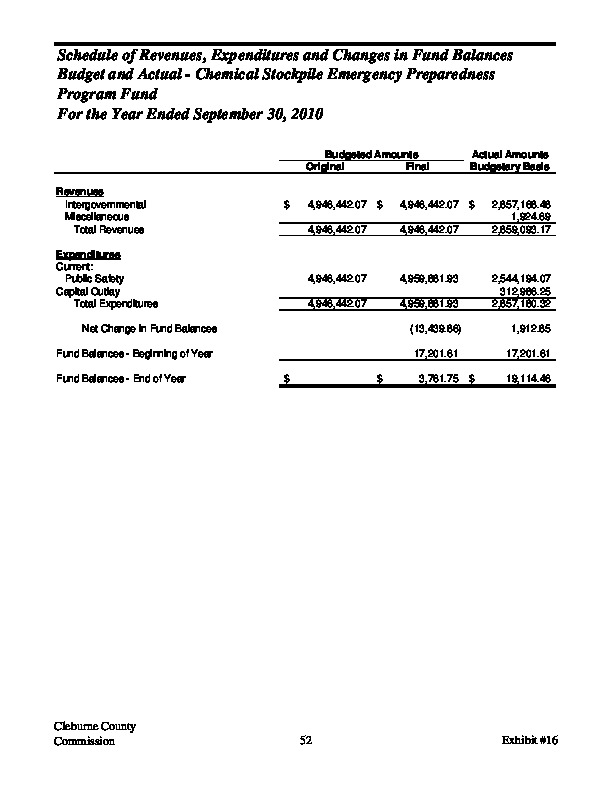 Schedule of Revenues, Expenditures and Changes in Fund Balances
Budget and Actual - Chemical Stockpile Emergency Preparedness
Program Fund
For the Year Ended September 30, 2010
Budgeted Amounts Actual Amounts
Original Final Budgetary Basis
Revenues
Intergovernmental $ 4,946,442.07 $ 4,946,442.07 $ 2,857,168.48
Miscellaneous 1,924.69
Total Revenues 4,946,442.07 4,946,442.07 2,859,093.17
Expenditures
Current:
Public Safety 4,946,442.07 4,959,881.93 2,544,194.07
Capital Outlay 312,986.25
Total Expenditures 4,946,442.07 4,959,881.93 2,857,180.32
Net Change in Fund Balances (13,439.86) 1,912.85
Fund Balances - Beginning of Year 17,201.61 17,201.61
Fund Balances - End of Year $ $ 3,761.75 $ 19,114.46
Cleburne County
Commission 52 Exhibit #16